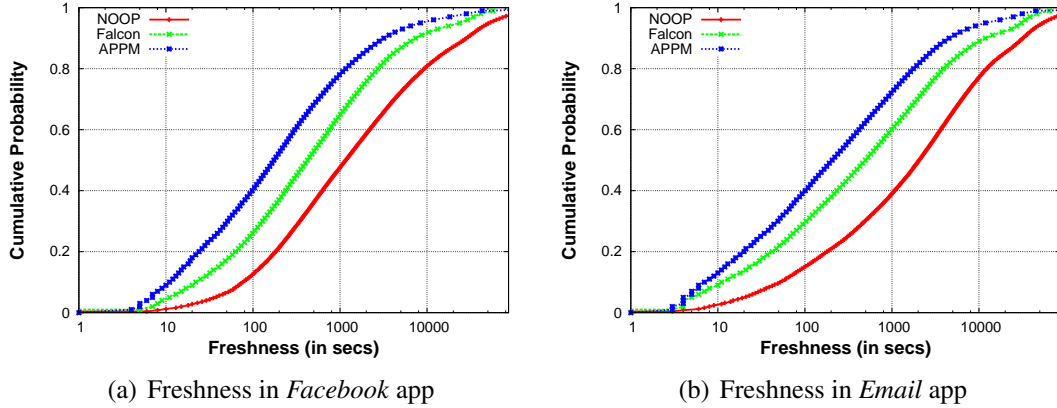 NOOP
Falcon
APPM
Cumulative Probability
1
0.8
0.6
0.4
0.2
0
1 10 100 1000 10000
Freshness (in secs)
(a) Freshness in Facebook app
NOOP
Falcon
APPM
Cumulative Probability
1
0.8
0.6
0.4
0.2
0
1 10 100 1000 10000
Freshness (in secs)
(b) Freshness in Email app